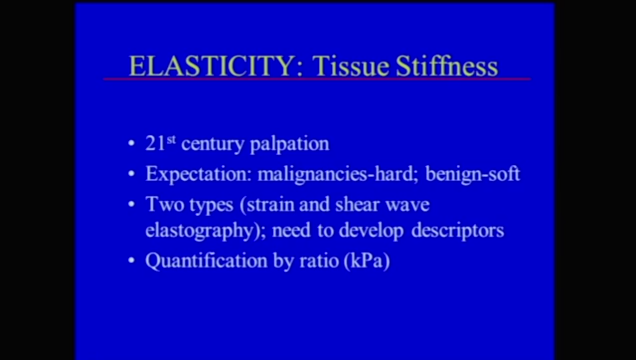 ELASTICITY: Tissue Stiffness
• 21st century palpation
• Expectation: malignancies-hard; benign-soft
• Two types (strain and shear wave
elastography); need to develop descriptors
• Quantification by ratio (kPa)